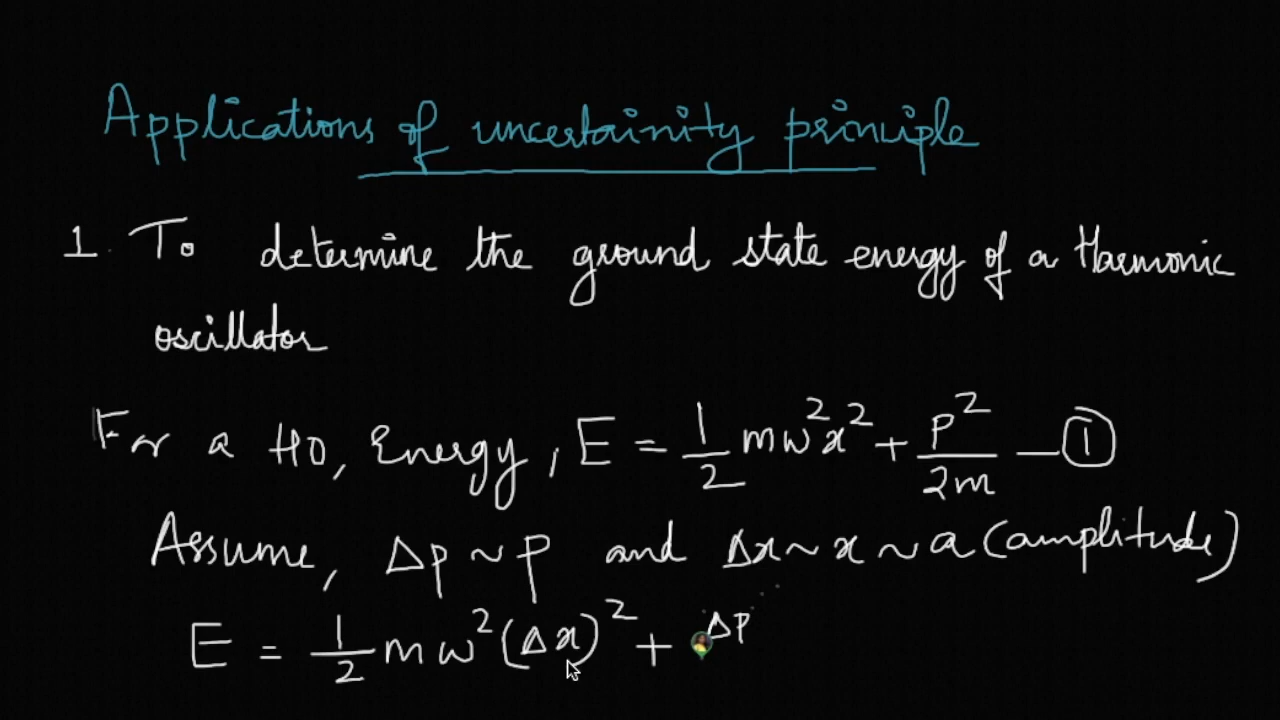 Applications of uncertainity principle
1. To determine the ground state energy of a Harmonic
oscillator
For a HO, Energy, E = 1/2 mω²x² + p²/2m — ①
Assume, Δp ~ p and Δx ~ x ~ a (amplitude)
E = 1/2 mω² (Δx)² + Δp